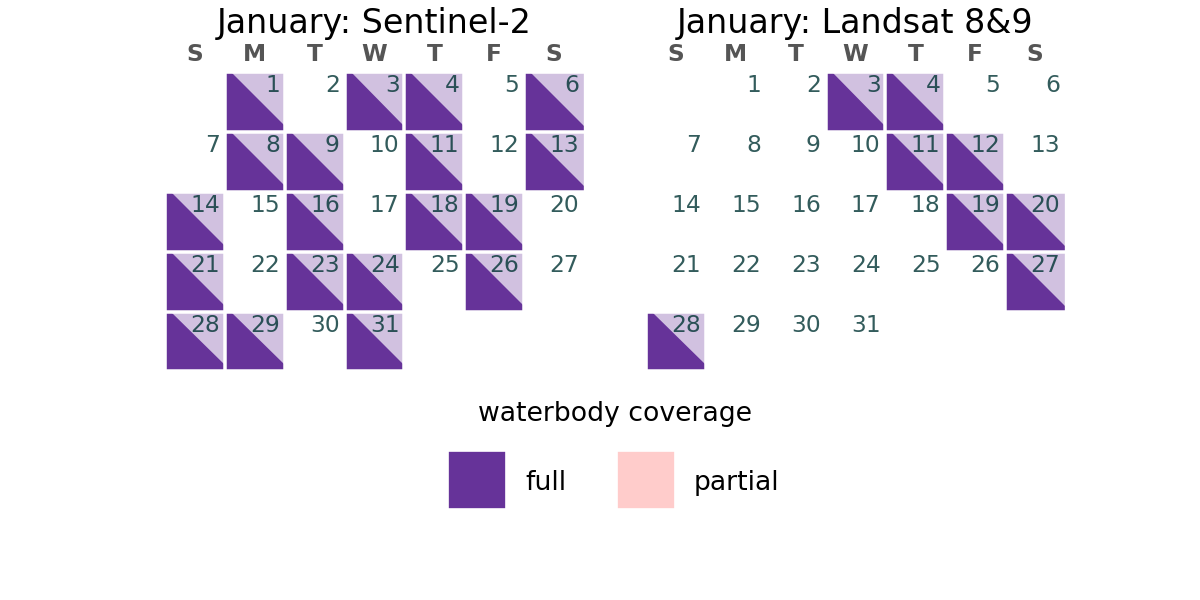 January: Sentinel-2 January: Landsat 8&9
S M T W T F S S M T W T F S
1 2 3 4 5 6 1 2 3 4 5 6
7 8 9 10 11 12 13 7 8 9 10 11 12 13
14 15 16 17 18 19 20 14 15 16 17 18 19 20
21 22 23 24 25 26 27 21 22 23 24 25 26 27
28 29 30 31 28 29 30 31
waterbody coverage
full partial